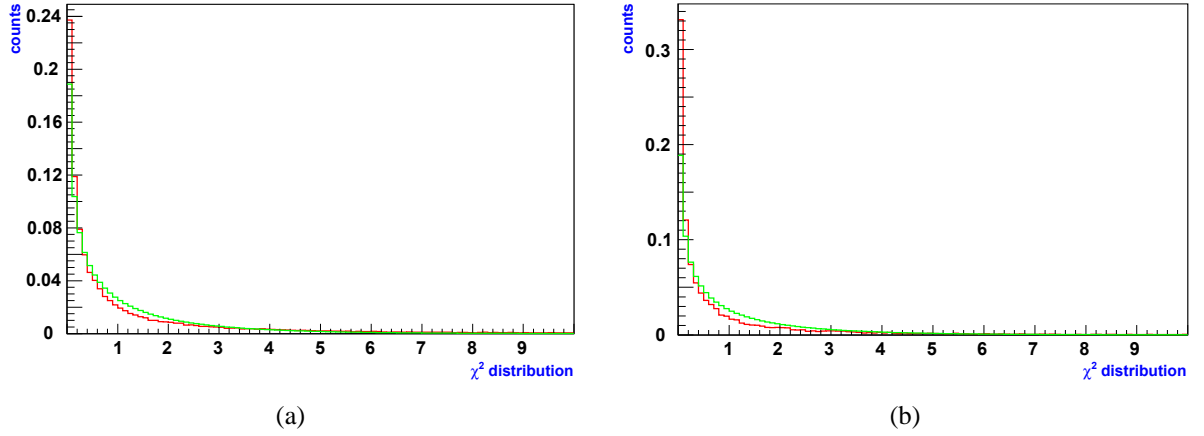 counts
0.24
0.2
0.16
0.12
0.08
0.04
0
1 2 3 4 5 6 7 8 9
χ² distribution
(a)
counts
0.3
0.2
0.1
0
1 2 3 4 5 6 7 8 9
χ² distribution
(b)